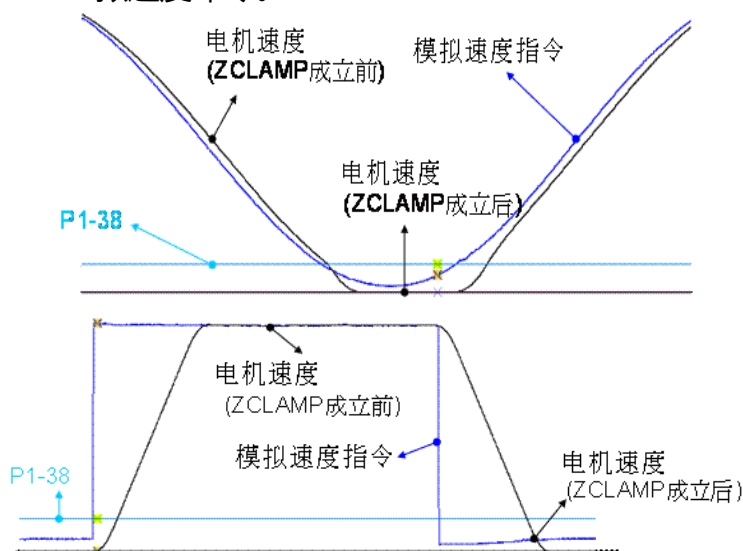 电机速度
(ZCLAMP成立前)
模拟速度指令
电机速度
(ZCLAMP成立后)
P1-38
电机速度
(ZCLAMP成立前)
模拟速度指令
P1-38
电机速度
(ZCLAMP成立后)